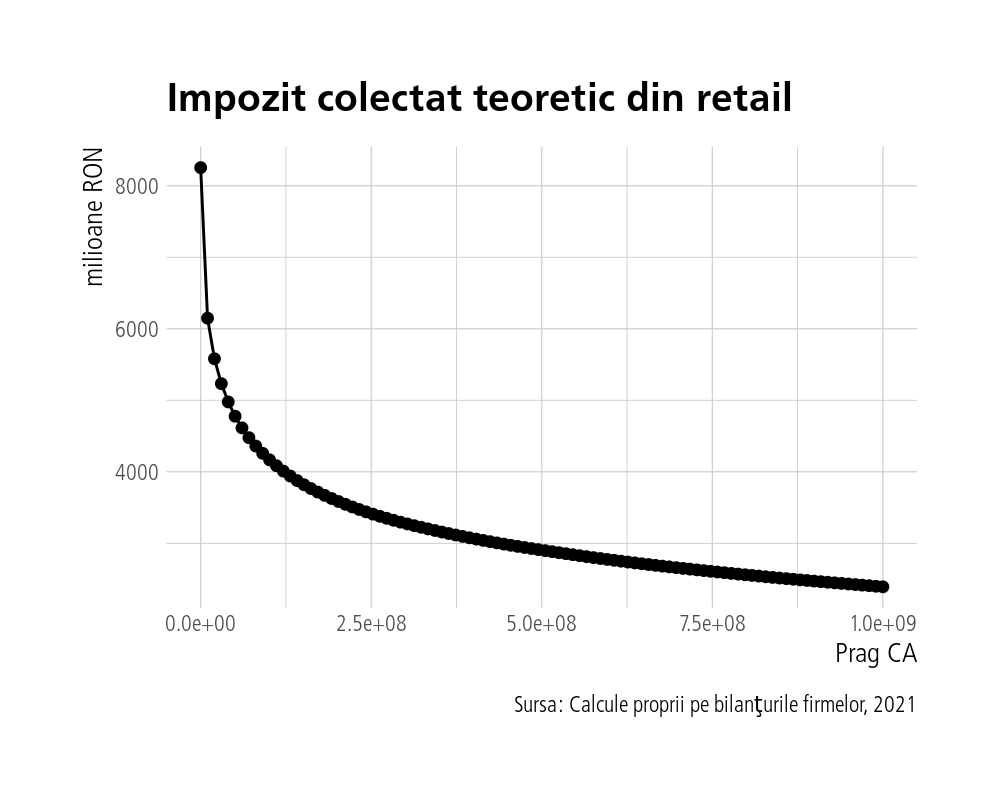 Impozit colectat teoretic din retail
milioane RON
8000
6000
4000
0.0e+00 2.5e+08 5.0e+08 7.5e+08 1.0e+09
Prag CA
Sursa: Calcule proprii pe bilanţurile firmelor, 2021